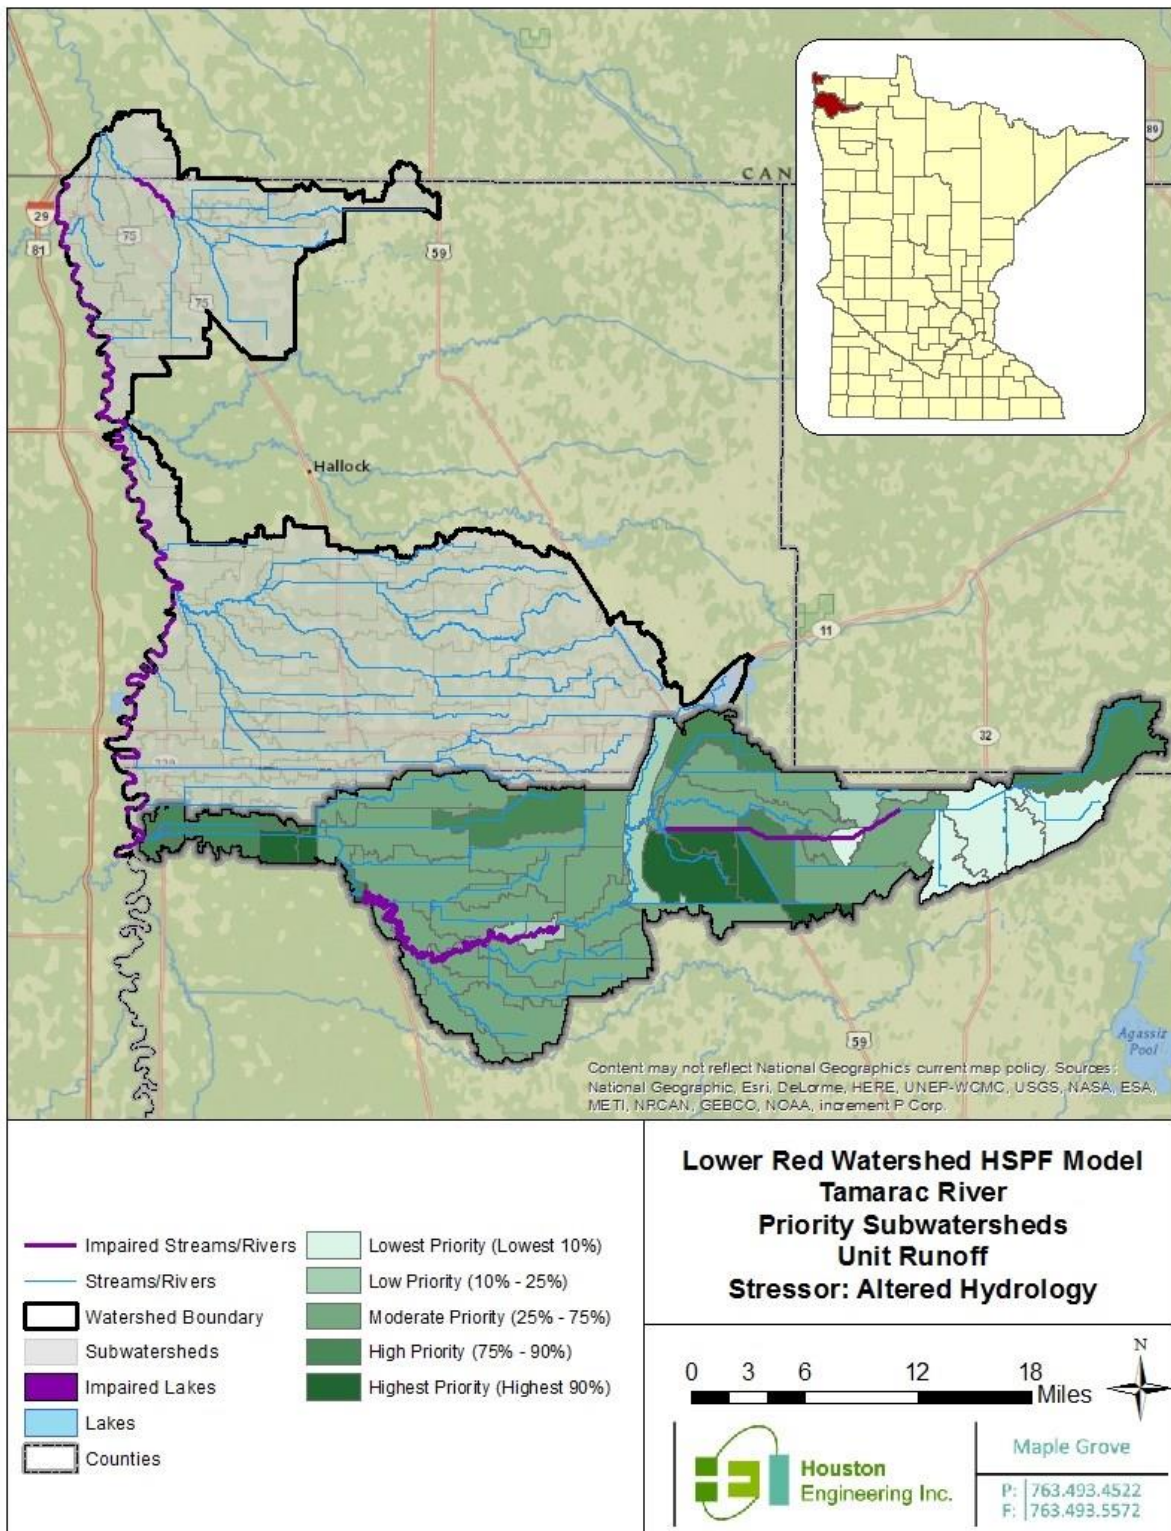 89
CAN
29
81
75
59
75
Hallock
11
32
220
59
Agassiz
Pool
Content may not reflect National Geographic's current map policy. Sources:
National Geographic, Esri, DeLorme, HERE, UNEP-WCMC, USGS, NASA, ESA,
METI, NRCAN, GEBCO, NOAA, increment P Corp.
Lower Red Watershed HSPF Model
Tamarac River
Priority Subwatersheds
Unit Runoff
Stressor: Altered Hydrology
Impaired Streams/Rivers
Streams/Rivers
Watershed Boundary
Subwatersheds
Impaired Lakes
Lakes
Counties
Lowest Priority (Lowest 10%)
Low Priority (10% - 25%)
Moderate Priority (25% - 75%)
High Priority (75% - 90%)
Highest Priority (Highest 90%)
0 3 6 12 18
Miles
N
Houston
Engineering Inc.
Maple Grove
P: 763.493.4522
F: 763.493.5572